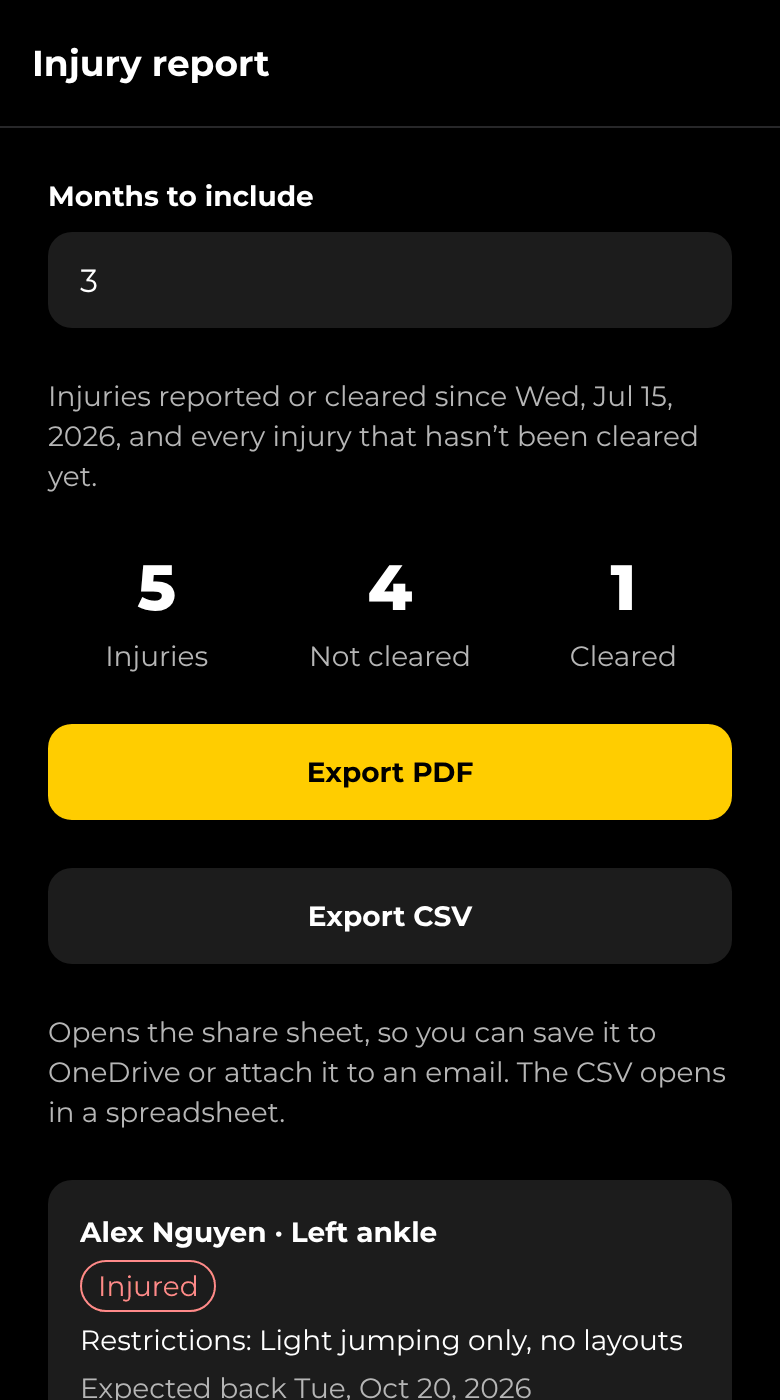 Injury report
Months to include
3
Injuries reported or cleared since Wed, Jul 15,
2026, and every injury that hasn’t been cleared
yet.
5
4
1
Injuries
Not cleared
Cleared
Export PDF
Export CSV
Opens the share sheet, so you can save it to
OneDrive or attach it to an email. The CSV opens
in a spreadsheet.
Alex Nguyen · Left ankle
Injured
Restrictions: Light jumping only, no layouts
Expected back Tue, Oct 20, 2026